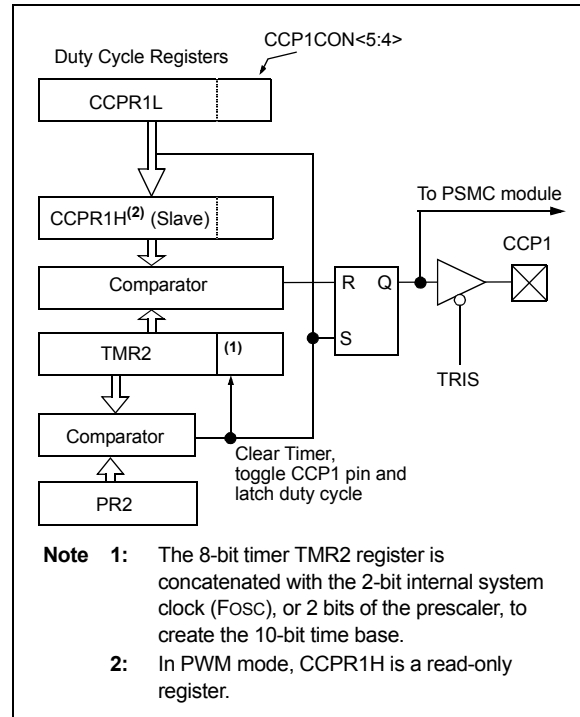 CCP1CON<5:4>
Duty Cycle Registers
CCPR1L
To PSMC module
CCPR1H(2) (Slave)
CCP1
Comparator
R Q
S
TMR2 (1)
TRIS
Comparator
Clear Timer,
toggle CCP1 pin and
latch duty cycle
PR2
Note 1: The 8-bit timer TMR2 register is
concatenated with the 2-bit internal system
clock (FOSC), or 2 bits of the prescaler, to
create the 10-bit time base.
2: In PWM mode, CCPR1H is a read-only
register.